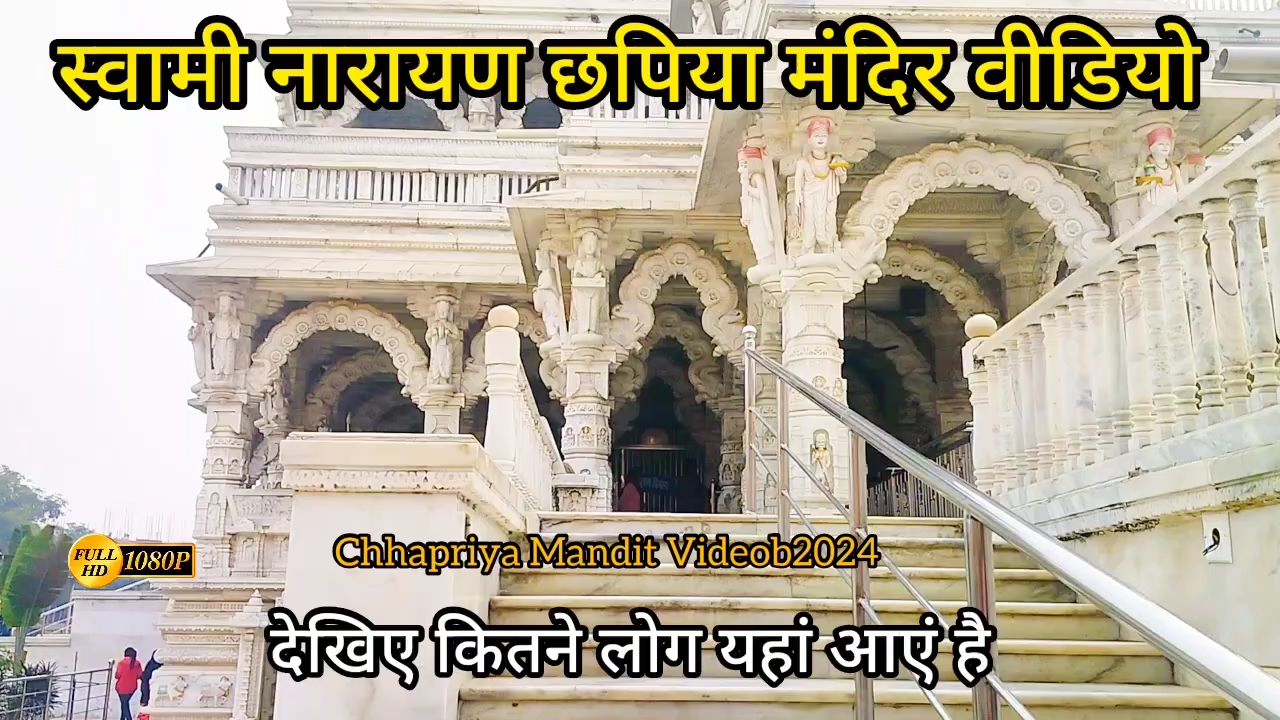 स्वामी नारायण छपिया मंदिर वीडियो
Chhapriya Mandit Videob2024
FULL HD 1080P
देखिए कितने लोग यहां आएं है